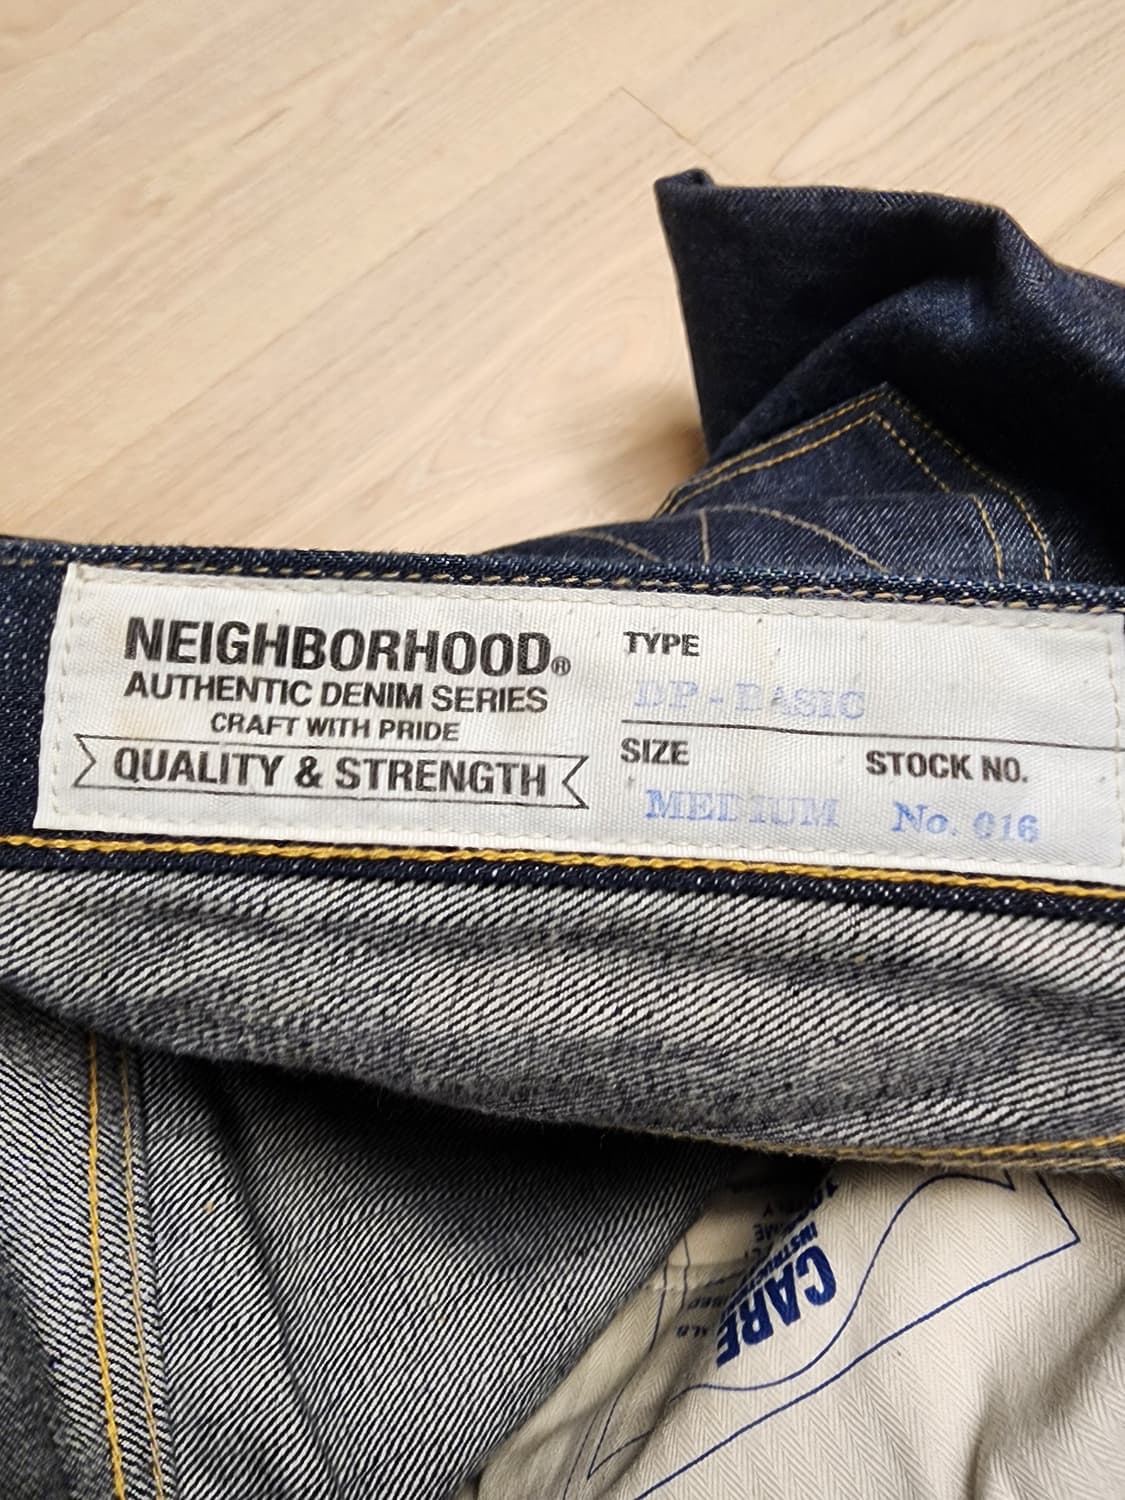 NEIGHBORHOOD®
AUTHENTIC DENIM SERIES
CRAFT WITH PRIDE
QUALITY & STRENGTH
TYPE
DP-BASIC
SIZE
MEDIUM
STOCK NO.
No. 016
CARE